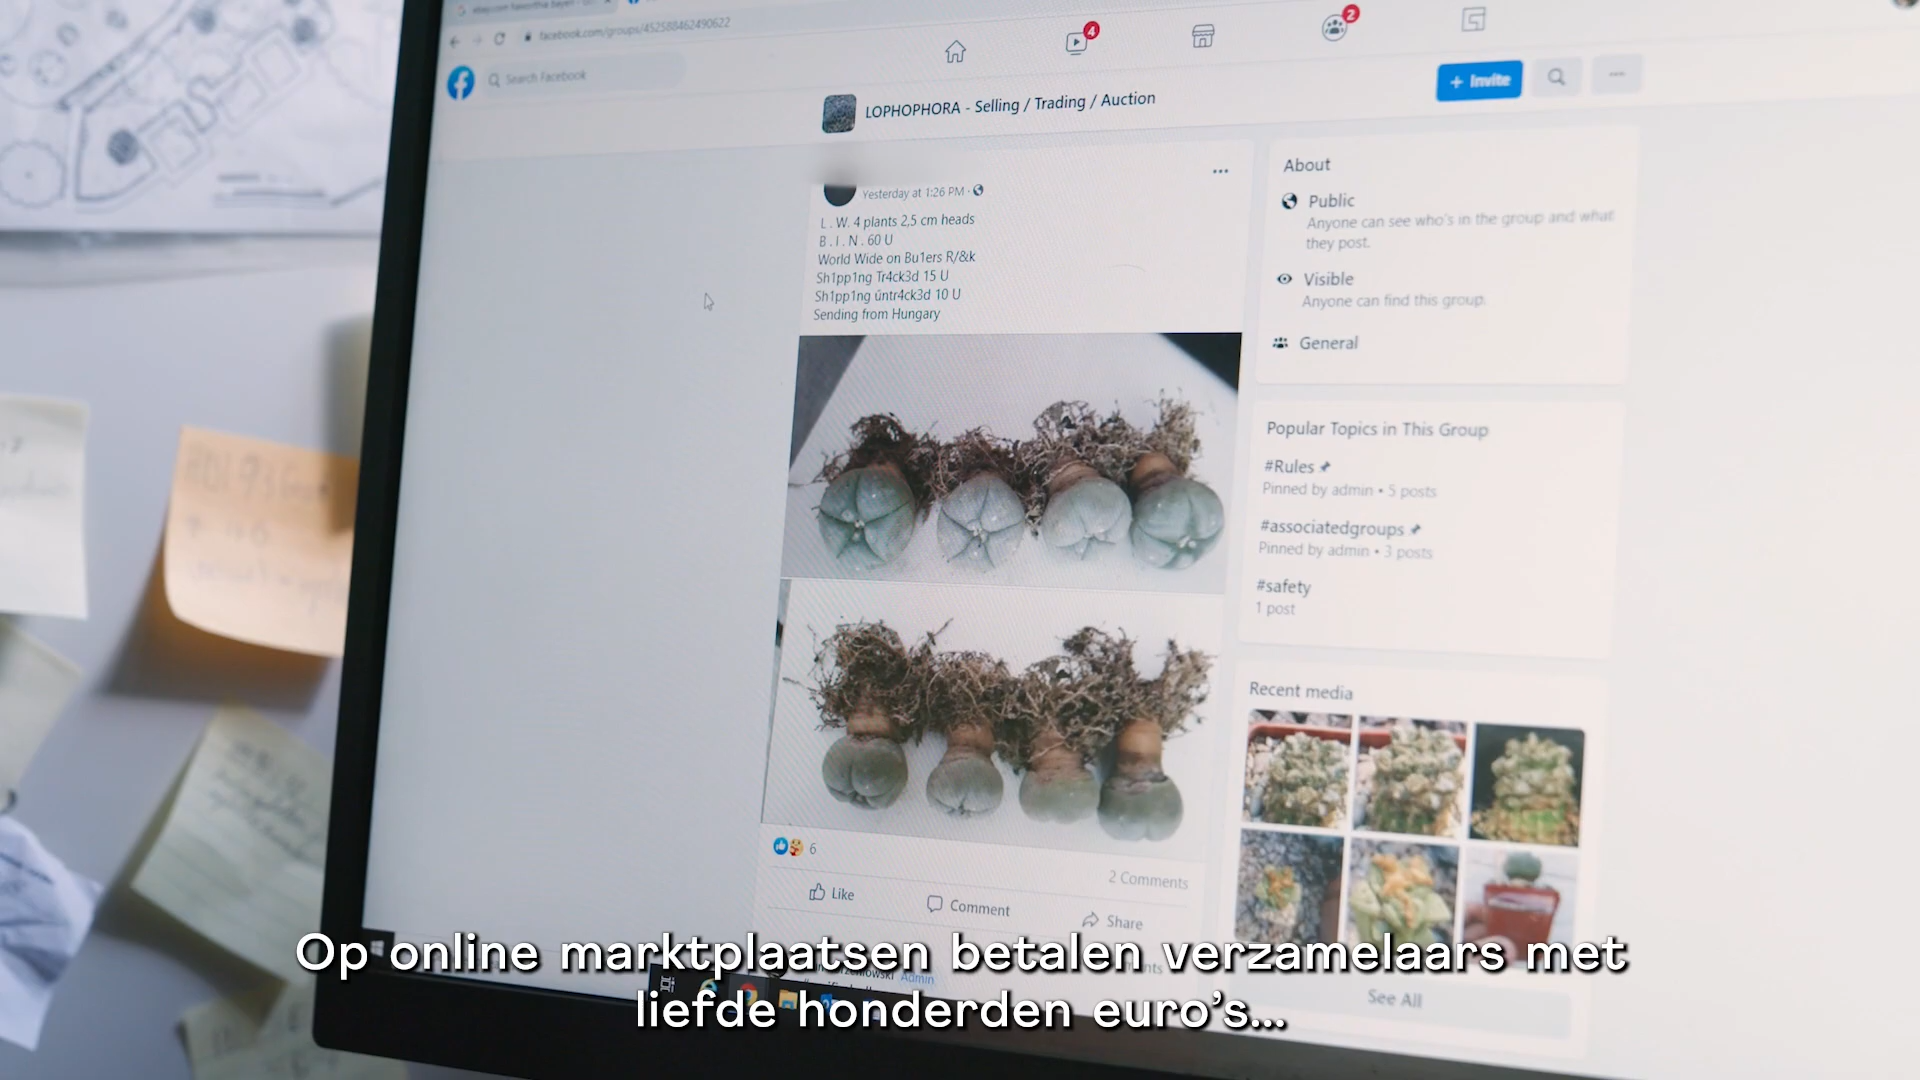 facebook.com/groups/452588462490622
Search Facebook
4
2
LOPHOPHORA - Selling / Trading / Auction
+ Invite
Yesterday at 1:26 PM ·
L . W. 4 plants 2,5 cm heads
B . I . N . 60 U
World Wide on Bu1ers R/&k
Sh1pp1ng Tr4ck3d 15 U
Sh1pp1ng úntr4ck3d 10 U
Sending from Hungary
6
2 Comments
Like
Comment
Share
Admin
About
Public
Anyone can see who's in the group and what
they post.
Visible
Anyone can find this group.
General
Popular Topics in This Group
#Rules
Pinned by admin • 5 posts
#associatedgroups
Pinned by admin • 3 posts
#safety
1 post
Recent media
See All
Op online marktplaatsen betalen verzamelaars met
liefde honderden euro's...